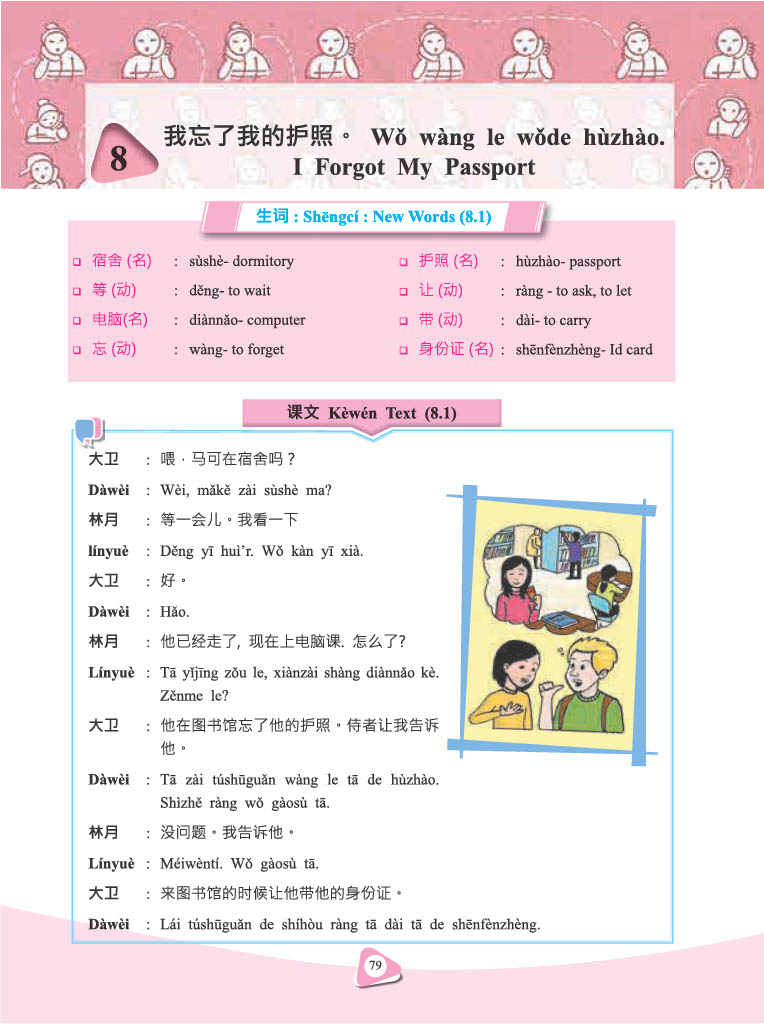 8
我忘了我的护照。 Wǒ wàng le wǒde hùzhào.
I Forgot My Passport
生词 : Shēngcí : New Words (8.1)
宿舍 (名) : sùshè- dormitory
等 (动) : děng- to wait
电脑(名) : diànnǎo- computer
忘 (动) : wàng- to forget
护照 (名) : hùzhào- passport
让 (动) : ràng - to ask, to let
带 (动) : dài- to carry
身份证 (名) : shēnfènzhèng- Id card
课文 Kèwén Text (8.1)
大卫 : 喂，马可在宿舍吗？
Dàwèi : Wèi, mǎkě zài sùshè ma?
林月 : 等一会儿。我看一下
línyuè : Děng yī huì’r. Wǒ kàn yī xià.
大卫 : 好。
Dàwèi : Hǎo.
林月 : 他已经走了, 现在上电脑课. 怎么了?
Línyuè : Tā yǐjīng zǒu le, xiànzài shàng diànnǎo kè.
Zěnme le?
大卫 : 他在图书馆忘了他的护照。侍者让我告诉
他。
Dàwèi : Tā zài túshūguǎn wàng le tā de hùzhào.
Shìzhě ràng wǒ gàosù tā.
林月 : 没问题。我告诉他。
Línyuè : Méiwèntí. Wǒ gàosù tā.
大卫 : 来图书馆的时候让他带他的身份证。
Dàwèi : Lái túshūguǎn de shíhòu ràng tā dài tā de shēnfènzhèng.
79